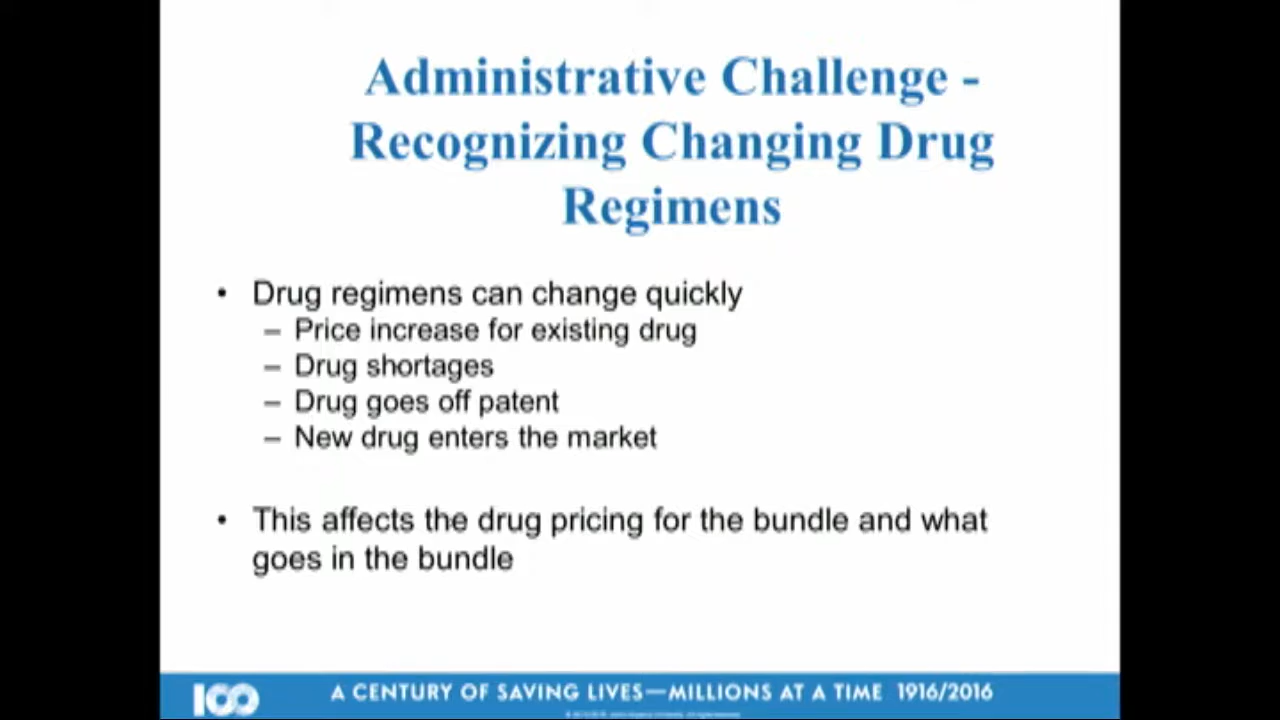 Administrative Challenge -
Recognizing Changing Drug
Regimens
• Drug regimens can change quickly
– Price increase for existing drug
– Drug shortages
– Drug goes off patent
– New drug enters the market
• This affects the drug pricing for the bundle and what
goes in the bundle
100 A CENTURY OF SAVING LIVES—MILLIONS AT A TIME 1916/2016